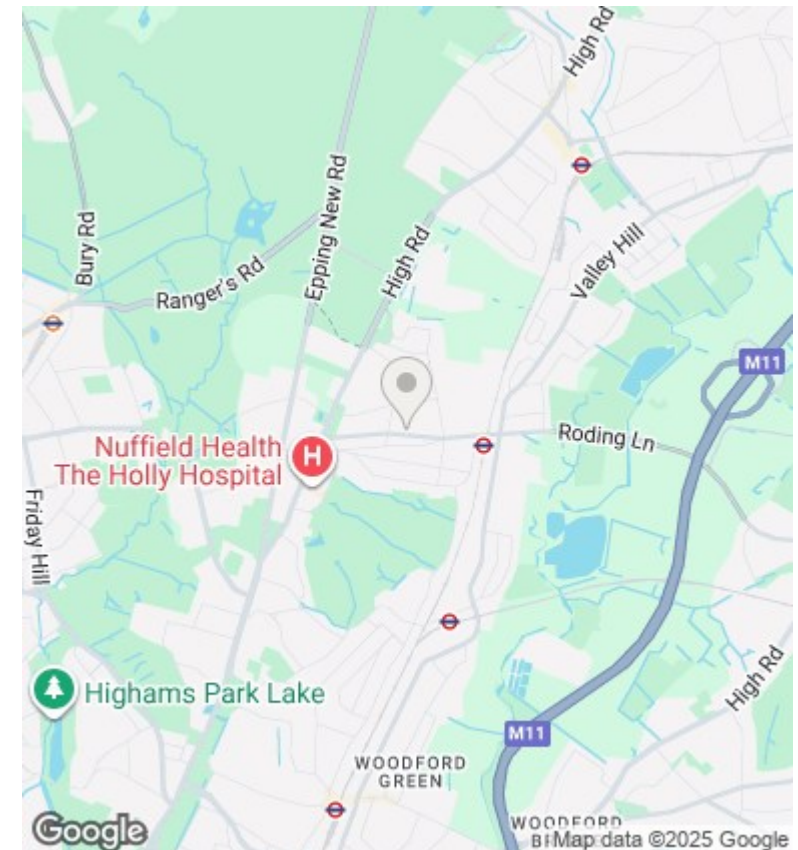 High Rd
Epping New Rd
Bury Rd
High Rd
Ranger's Rd
Valley Hill
M11
Nuffield Health
The Holly Hospital
H
Roding Ln
Friday Hill
Highams Park Lake
High Rd
M11
WOODFORD
GREEN
WOODFORD
Google
Map data ©2025 Google